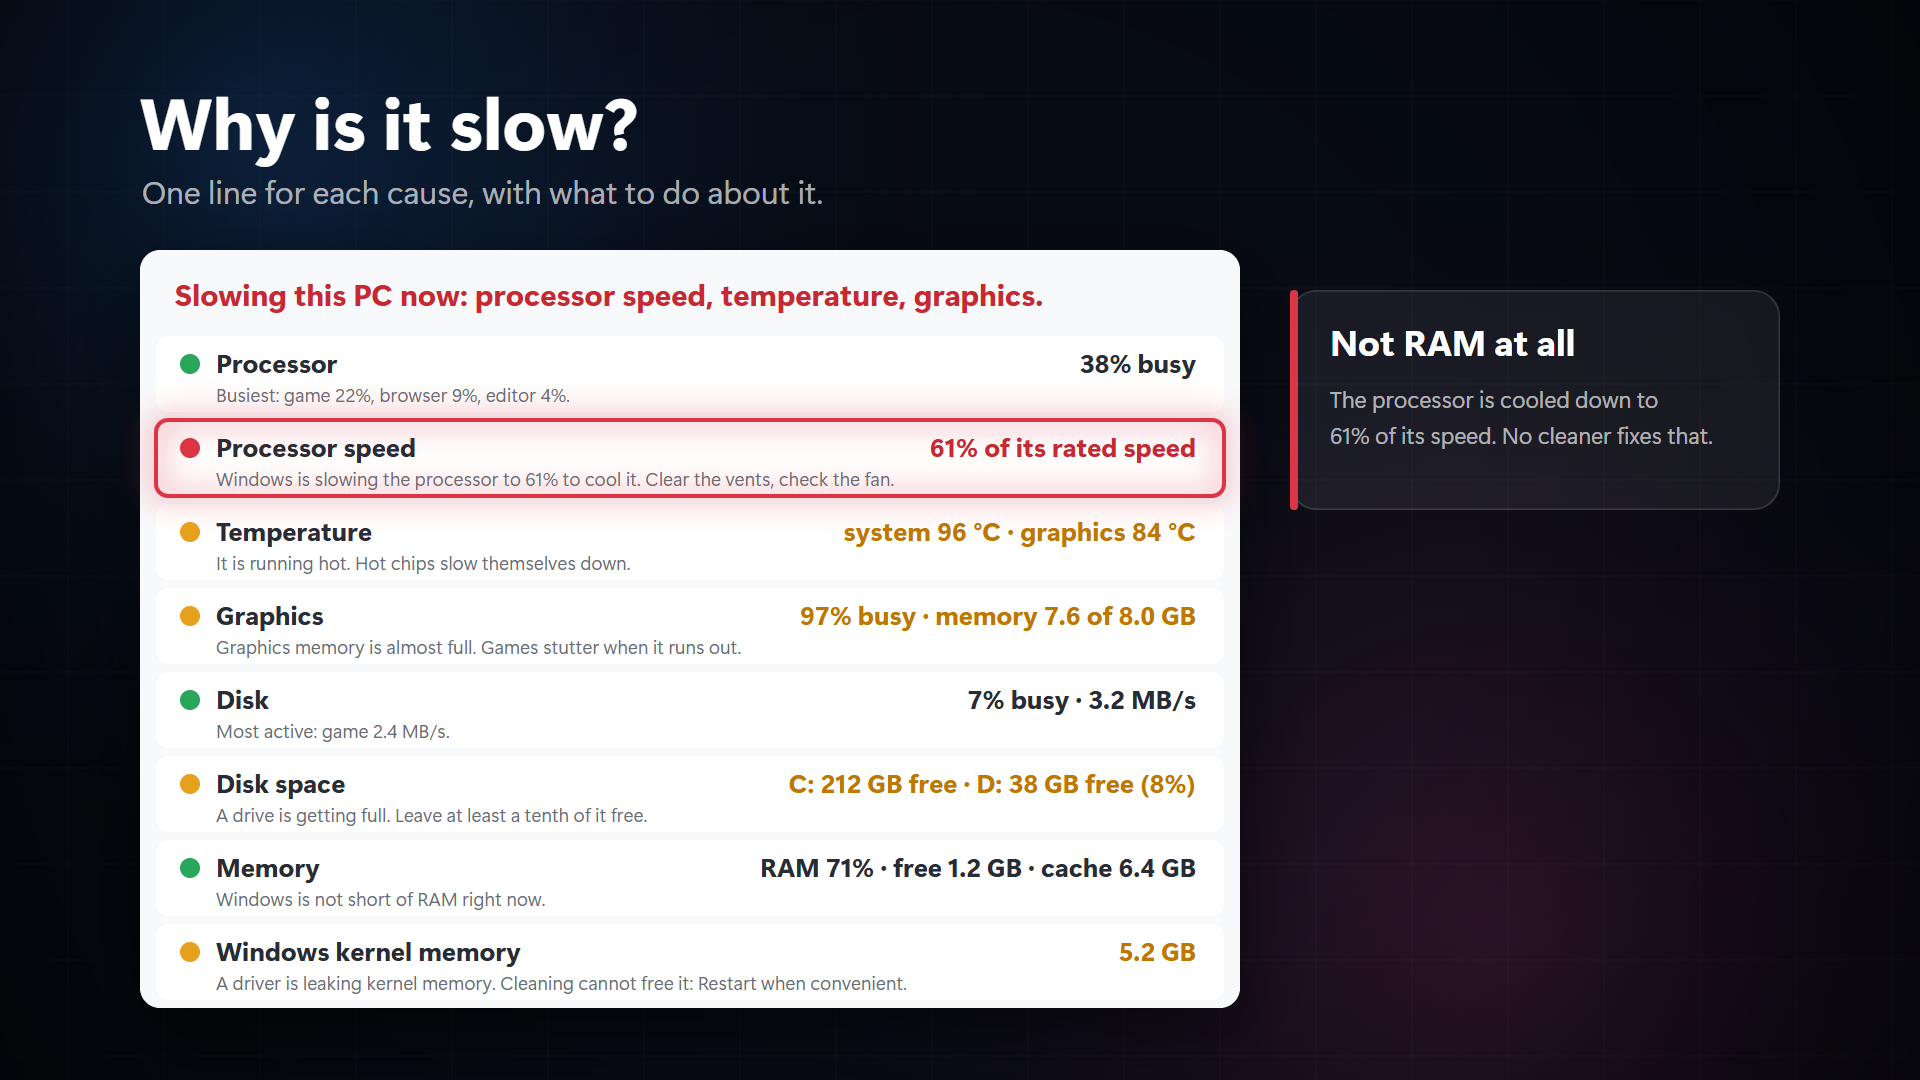 Why is it slow?
One line for each cause, with what to do about it.
Slowing this PC now: processor speed, temperature, graphics.
Processor 38% busy
Busiest: game 22%, browser 9%, editor 4%.
Processor speed 61% of its rated speed
Windows is slowing the processor to 61% to cool it. Clear the vents, check the fan.
Temperature system 96 °C · graphics 84 °C
It is running hot. Hot chips slow themselves down.
Graphics 97% busy · memory 7.6 of 8.0 GB
Graphics memory is almost full. Games stutter when it runs out.
Disk 7% busy · 3.2 MB/s
Most active: game 2.4 MB/s.
Disk space C: 212 GB free · D: 38 GB free (8%)
A drive is getting full. Leave at least a tenth of it free.
Memory RAM 71% · free 1.2 GB · cache 6.4 GB
Windows is not short of RAM right now.
Windows kernel memory 5.2 GB
A driver is leaking kernel memory. Cleaning cannot free it: Restart when convenient.
Not RAM at all
The processor is cooled down to
61% of its speed. No cleaner fixes that.